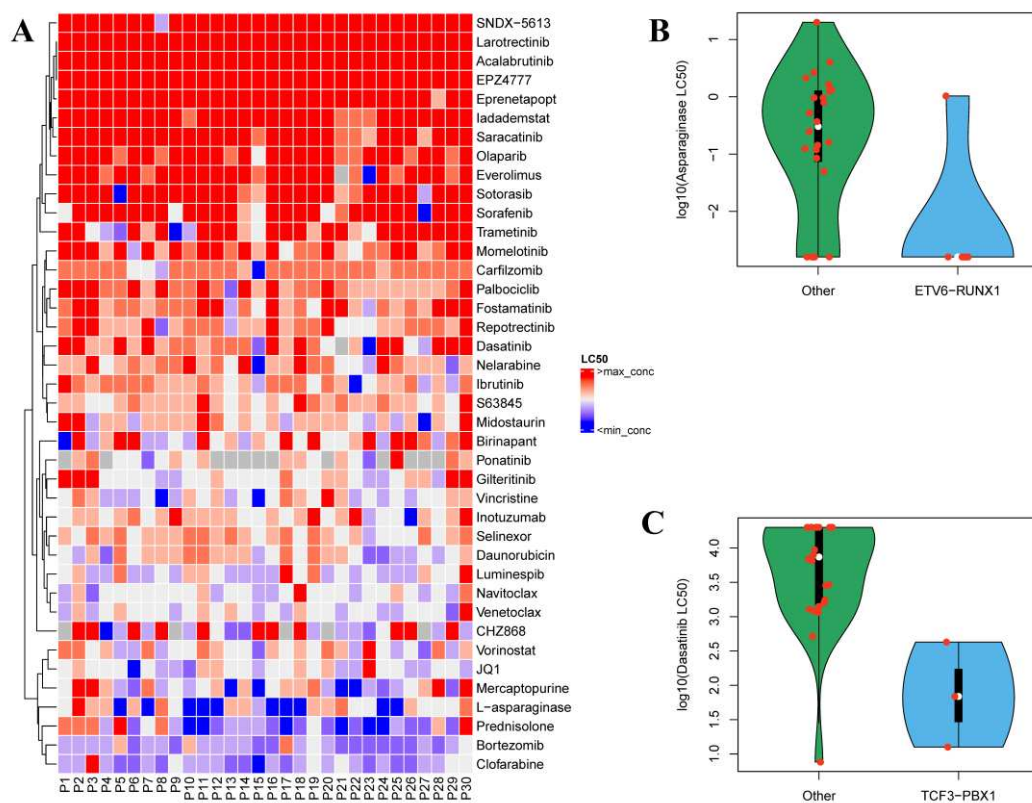 A
SNDX-5613
Larotrectinib
Acalabrutinib
EPZ4777
Eprenetapopt
Iadademstat
Saracatinib
Olaparib
Everolimus
Sotorasib
Sorafenib
Trametinib
Momelotinib
Carfilzomib
Palbociclib
Fostamatinib
Repotrectinib
Dasatinib
Nelarabine
Ibrutinib
S63845
Midostaurin
Birinapant
Ponatinib
Gilteritinib
Vincristine
Inotuzumab
Selinexor
Daunorubicin
Luminespib
Navitoclax
Venetoclax
CHZ868
Vorinostat
JQ1
Mercaptopurine
L-asparaginase
Prednisolone
Bortezomib
Clofarabine
P1 P2 P3 P4 P5 P6 P7 P8 P9 P10 P11 P12 P13 P14 P15 P16 P17 P18 P19 P20 P21 P22 P23 P24 P25 P26 P27 P28 P29 P30
LC50
>max_conc
<min_conc
B
log10(Asparaginase LC50)
1
0
-1
-2
Other ETV6-RUNX1
C
log10(Dasatinib LC50)
4.0
3.5
3.0
2.5
2.0
1.5
1.0
Other TCF3-PBX1